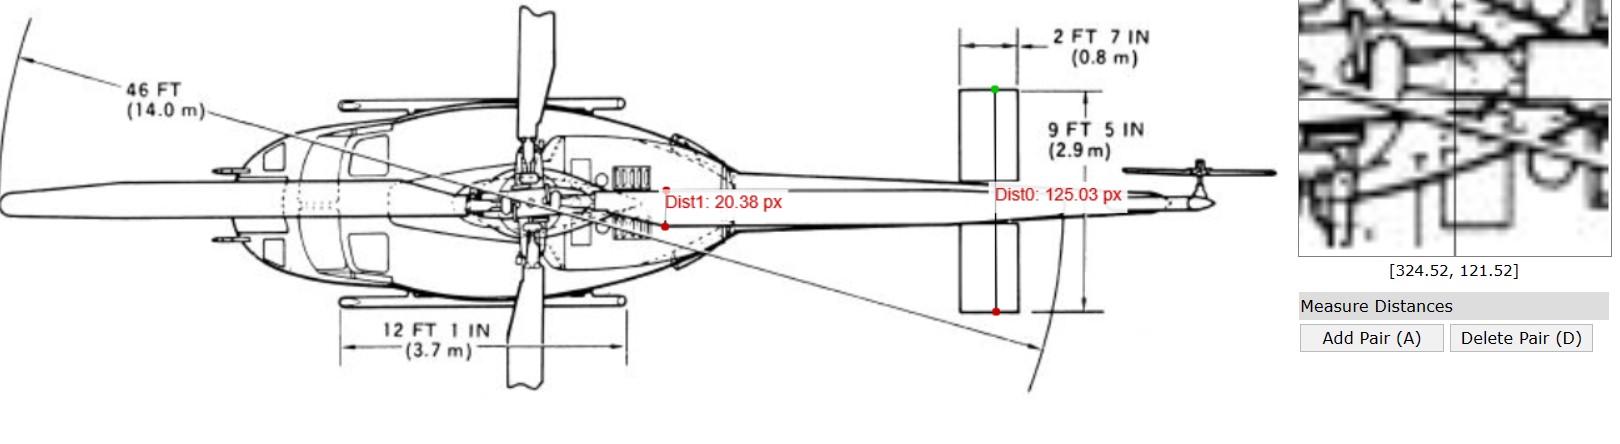 46 FT
(14.0 m)
2 FT 7 IN
(0.8 m)
9 FT 5 IN
(2.9 m)
Dist1: 20.38 px
Dist0: 125.03 px
12 FT 1 IN
(3.7 m)
[324.52, 121.52]
Measure Distances
Add Pair (A)
Delete Pair (D)